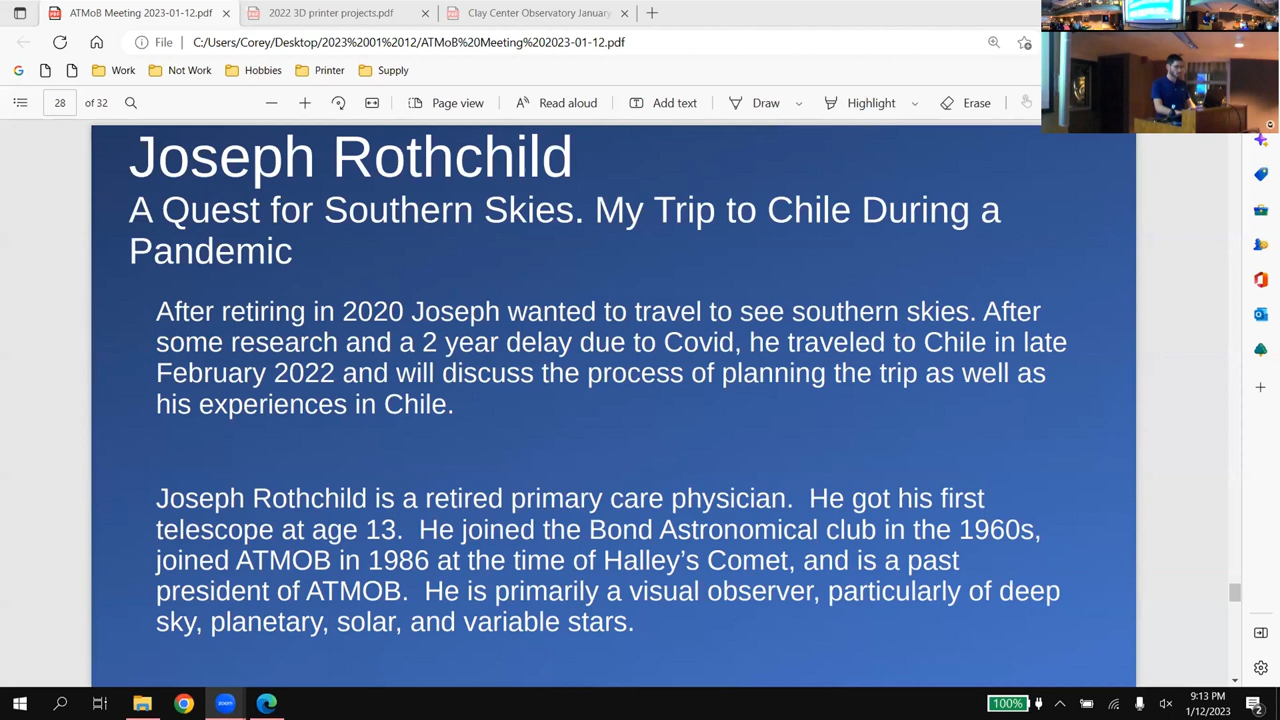 ATMoB Meeting 2023-01-12.pdf
2022 3D printer projects.pdf
Clay Center Observatory January
File
C:/Users/Corey/Desktop/2023%2001%2012/ATMoB%20Meeting%202023-01-12.pdf
Work
Not Work
Hobbies
Printer
Supply
28 of 32
Page view
Read aloud
Add text
Draw
Highlight
Erase
Joseph Rothchild
A Quest for Southern Skies. My Trip to Chile During a
Pandemic
After retiring in 2020 Joseph wanted to travel to see southern skies. After
some research and a 2 year delay due to Covid, he traveled to Chile in late
February 2022 and will discuss the process of planning the trip as well as
his experiences in Chile.
Joseph Rothchild is a retired primary care physician.  He got his first
telescope at age 13.  He joined the Bond Astronomical club in the 1960s,
joined ATMOB in 1986 at the time of Halley’s Comet, and is a past
president of ATMOB.  He is primarily a visual observer, particularly of deep
sky, planetary, solar, and variable stars.
zoom
100%
9:13 PM
1/12/2023
2